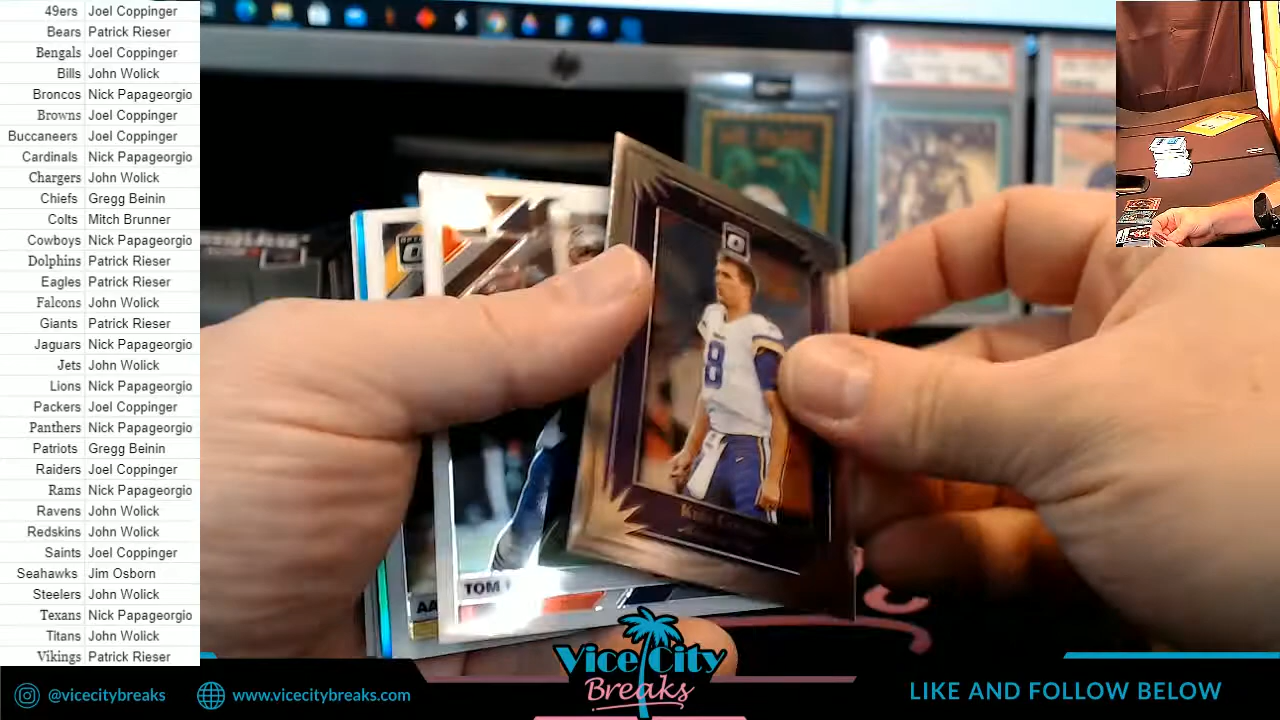 49ers Joel Coppinger
Bears Patrick Rieser
Bengals Joel Coppinger
Bills John Wolick
Broncos Nick Papageorgio
Browns Joel Coppinger
Buccaneers Joel Coppinger
Cardinals Nick Papageorgio
Chargers John Wolick
Chiefs Gregg Beinin
Colts Mitch Brunner
Cowboys Nick Papageorgio
Dolphins Patrick Rieser
Eagles Patrick Rieser
Falcons John Wolick
Giants Patrick Rieser
Jaguars Nick Papageorgio
Jets John Wolick
Lions Nick Papageorgio
Packers Joel Coppinger
Panthers Nick Papageorgio
Patriots Gregg Beinin
Raiders Joel Coppinger
Rams Nick Papageorgio
Ravens John Wolick
Redskins John Wolick
Saints Joel Coppinger
Seahawks Jim Osborn
Steelers John Wolick
Texans Nick Papageorgio
Titans John Wolick
Vikings Patrick Rieser
8
TOM
AA
Vice City
Breaks
@vicecitybreaks
www.vicecitybreaks.com
LIKE AND FOLLOW BELOW